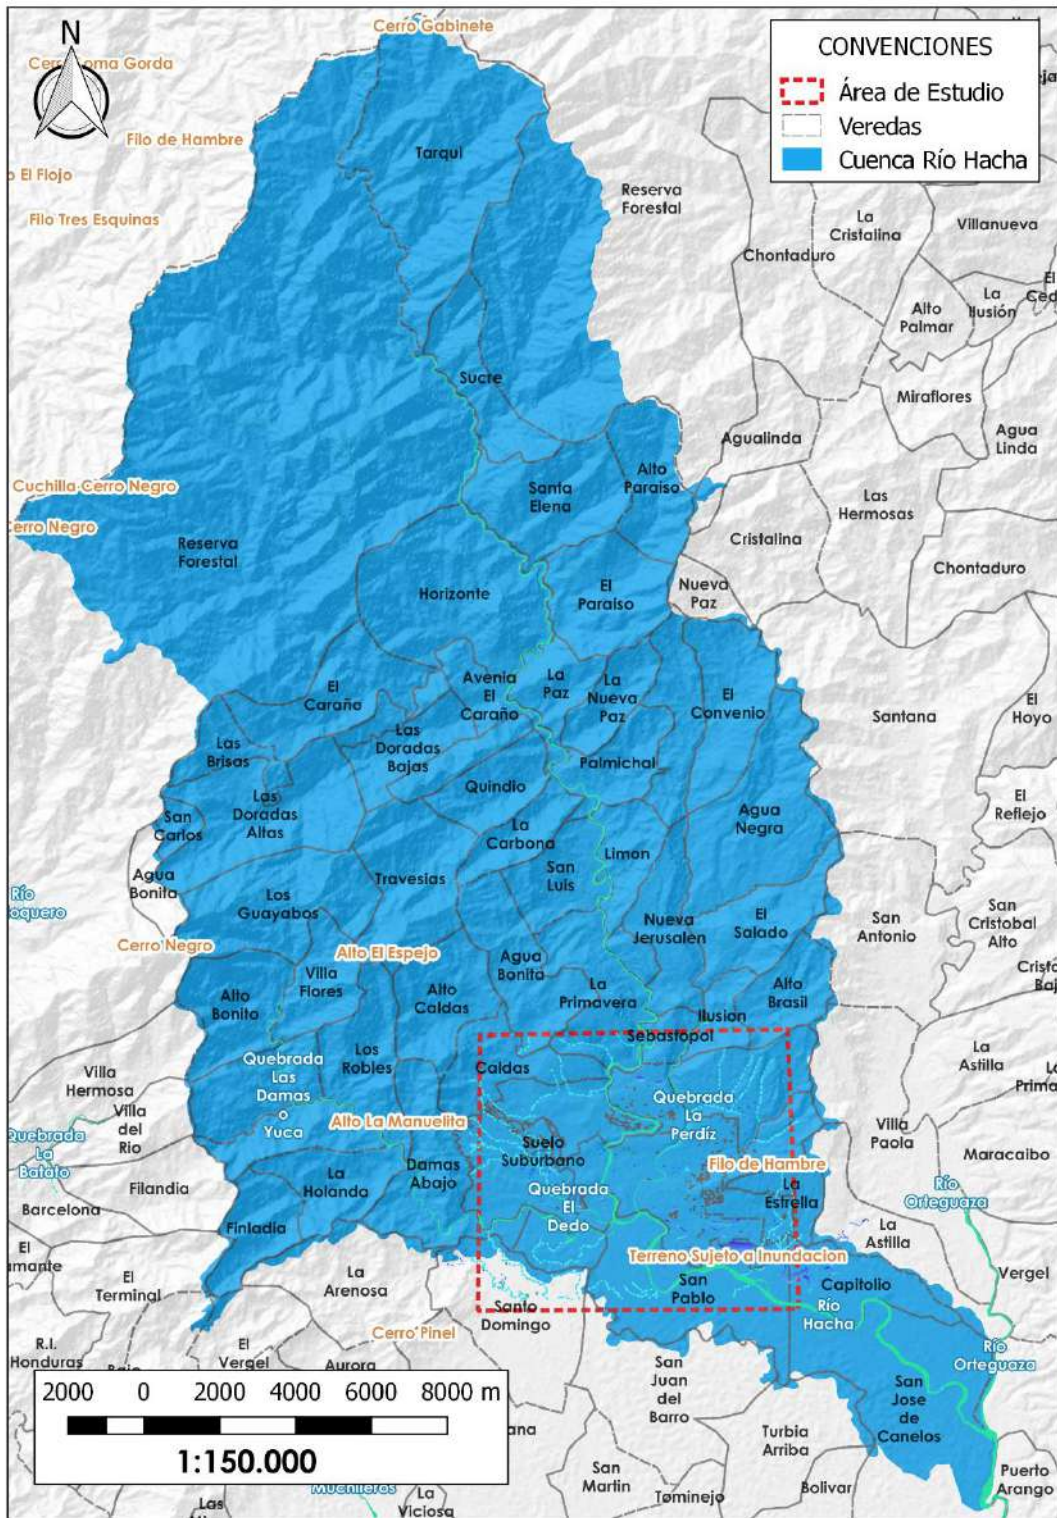 Cerro Gabinete
N
CONVENCIONES
Área de Estudio
Veredas
Cuenca Río Hacha
Filo de Hambre
Tarqui
Filo Tres Esquinas
Reserva
Forestal
La
Cristalina
Villanueva
Chontaduro
La
Ilusión
Alto
Palmar
Sucre
Miraflores
Agualinda
Agua
Linda
Alto
Paraiso
Santa
Elena
Cuchilla Cerro Negro
Cerro Negro
Las
Hermosas
Reserva
Forestal
Cristalina
Chontaduro
Horizonte
El
Paraiso
Nueva
Paz
Avenia
El
Caraño
La
Paz
La
Nueva
Paz
El
Convenio
El
Caraña
Santana
El
Hoyo
Las
Brisas
Las
Doradas
Bajas
Palmichal
Quindio
Las
Doradas
Altas
San
Carlos
Agua
Negra
El
Reflejo
La
Carbona
Limon
San
Luis
Agua
Bonita
Travesias
Río
Los
Guayabos
Nueva
Jerusalen
El
Salado
San
Antonio
San
Cristobal
Alto
Cerro Negro
Alto El Espejo
Agua
Bonita
Villa
Flores
Alto
Caldas
La
Primavera
Alto
Brasil
Alto
Bonito
Ilusion
Sebastopol
Los
Robles
Caldas
Quebrada
Las
Damas
o
Yuca
La
Astilla
Villa
Hermosa
Villa
del
Rio
Quebrada
La
Perdíz
Alto La Manuelita
Quebrada
La
Batato
Suelo
Suburbano
Villa
Paola
Maracaibo
Filo de Hambre
Damas
Abajo
La
Holanda
Filandia
Quebrada
El
Dedo
La
Estrella
Río
Orteguaza
Barcelona
Finladia
La
Astilla
Terreno Sujeto a Inundacion
El
Vergel
La
Arenosa
El
Terminal
San
Pablo
Capitolio
Río
Hacha
Santo
Domingo
Cerro Pinel
R.I.
Honduras
El
Vergel
Aurora
Río
Orteguaza
San
Juan
del
Barro
San
Jose
de
Canelos
2000 0 2000 4000 6000 8000 m
1:150.000
Turbia
Arriba
San
Martin
Tominejo
Bolivar
Puerto
Arango
Las
La
Viciosa